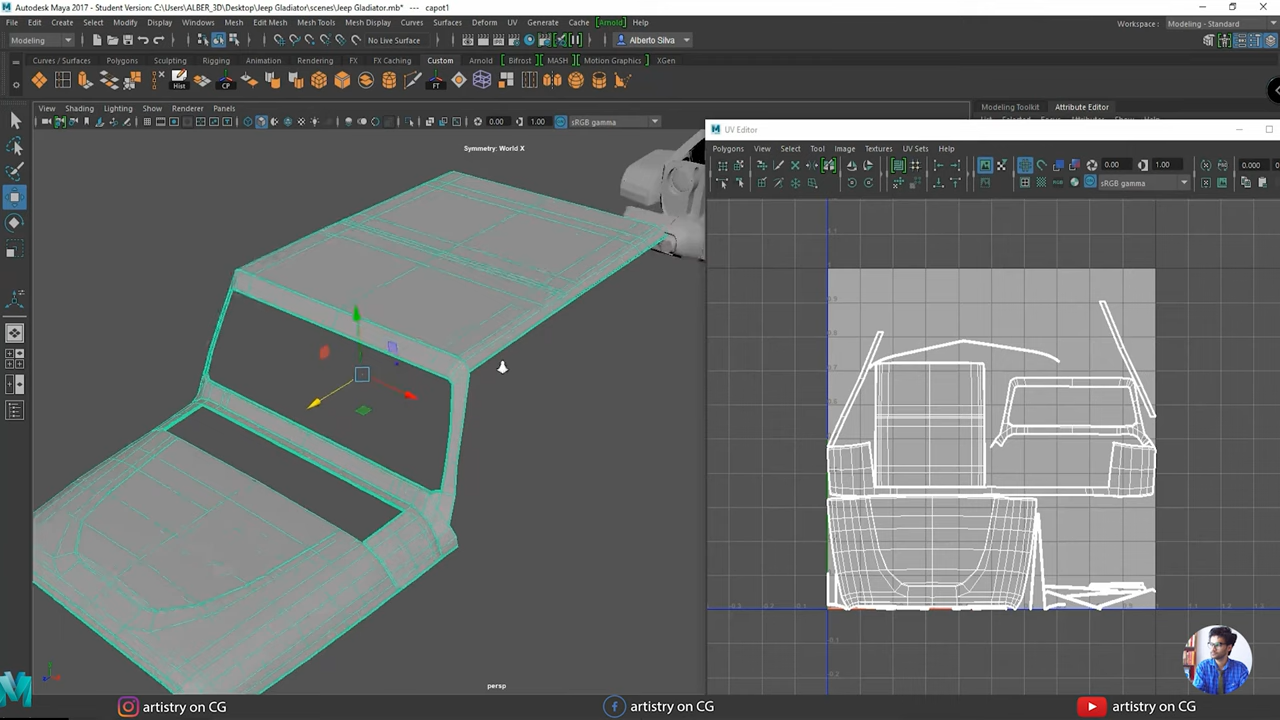 Autodesk Maya 2017 - Student Version: C:\Users\ALBER_3D\Desktop\Jeep Gladiator\scenes\Jeep Gladiator.mb* --- capot1
File Edit Create Select Modify Display Windows Mesh Edit Mesh Mesh Tools Mesh Display Curves Surfaces Deform UV Generate Cache [Arnold] Help
Workspace : Modeling - Standard
Modeling No Live Surface Alberto Silva
Curves / Surfaces Polygons Sculpting Rigging Animation Rendering FX FX Caching Custom Arnold Bifrost MASH Motion Graphics XGen
Hist CP FT
View Shading Lighting Show Renderer Panels
Modeling Toolkit Attribute Editor
0.00 1.00 sRGB gamma
UV Editor
Symmetry: World X
Polygons View Select Tool Image Textures UV Sets Help
0.00 1.00 0.000
sRGB gamma
persp
artistry on CG
artistry on CG
artistry on CG